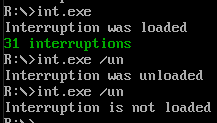 R:\>int.exe
Interruption was loaded
31 interruptions
R:\>int.exe /un
Interruption was unloaded
R:\>int.exe /un
Interruption is not loaded
R:\>